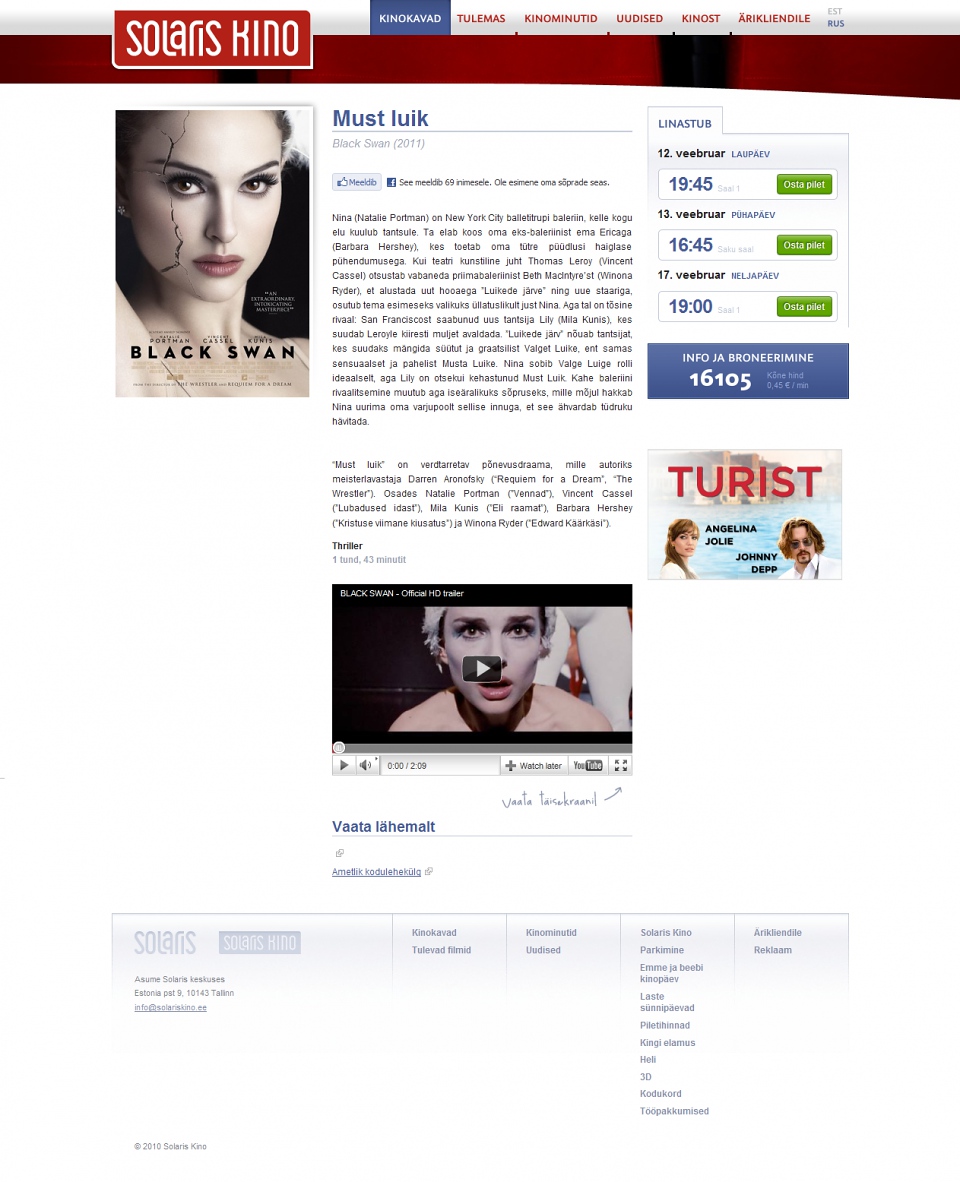 SOLARIS KINO
KINOKAVAD
TULEMAS
KINOMINUTID
UUDISED
KINOST
ÄRIKLIENDILE
EST
RUS
"AN
EXTRAORDINARY,
INTOXICATING
MASTERPIECE"
NATALIE PORTMAN
VINCENT CASSEL
MILA KUNIS
BLACK SWAN
FROM THE DIRECTOR OF THE WRESTLER AND REQUIEM FOR A DREAM
Must luik
Black Swan (2011)
Meeldib
See meeldib 69 inimesele. Ole esimene oma sõprade seas.
Nina (Natalie Portman) on New York City balletitrupi baleriin, kelle kogu
elu kuulub tantsule. Ta elab koos oma eks-baleriinist ema Ericaga
(Barbara Hershey), kes toetab oma tütre püüdlusi haiglase
pühendumusega. Kui teatri kunstiline juht Thomas Leroy (Vincent
Cassel) otsustab vabaneda priimabaleriinist Beth MacIntyre'st (Winona
Ryder), et alustada uut hooaega "Luikede järve" ning uue staariga,
osutub tema esimeseks valikuks üllatuslikult just Nina. Aga tal on tõsine
rivaal: San Franciscost saabunud uus tantsija Lily (Mila Kunis), kes
suudab Leroyle kiiresti muljet avaldada. "Luikede järv" nõuab tantsijat,
kes suudaks mängida süütut ja graatsilist Valget Luike, ent samas
sensuaalset ja pahelist Musta Luike. Nina sobib Valge Luige rolli
ideaalselt, aga Lily on otsekui kehastunud Must Luik. Kahe baleriini
rivaalitsemine muutub aga iseäralikuks sõpruseks, mille mõjul hakkab
Nina uurima oma varjupoolt sellise innuga, et see ähvardab tüdruku
hävitada.
"Must luik" on verdtarretav põnevusdraama, mille autoriks
meisterlavastaja Darren Aronofsky ("Requiem for a Dream", "The
Wrestler"). Osades Natalie Portman ("Vennad"), Vincent Cassel
("Lubadused idast"), Mila Kunis ("Eli raamat"), Barbara Hershey
("Kristuse viimane kiusatus") ja Winona Ryder ("Edward Käärkäsi").
Thriller
1 tund, 43 minutit
BLACK SWAN - Official HD trailer
0:00 / 2:09
Watch later
YouTube
Vaata täisekraanil
Vaata lähemalt
Ametlik kodulehekülg
LINASTUB
12. veebruar LAUPÄEV
19:45 Saal 1 Osta pilet
13. veebruar PÜHAPÄEV
16:45 Saku saal Osta pilet
17. veebruar NELJAPÄEV
19:00 Saal 1 Osta pilet
INFO JA BRONEERIMINE
16105
Kõne hind
0,45 € / min
TURIST
ANGELINA
JOLIE
JOHNNY
DEPP
SOLARIS
SOLARIS KINO
Asume Solaris keskuses
Estonia pst 9, 10143 Tallinn
info@solariskino.ee
Kinokavad
Tulevad filmid
Kinominutid
Uudised
Solaris Kino
Parkimine
Emme ja beebi
kinopäev
Laste
sünnipäevad
Piletihinnad
Kingi elamus
Heli
3D
Kodukord
Tööpakkumised
Ärikliendile
Reklaam
© 2010 Solaris Kino